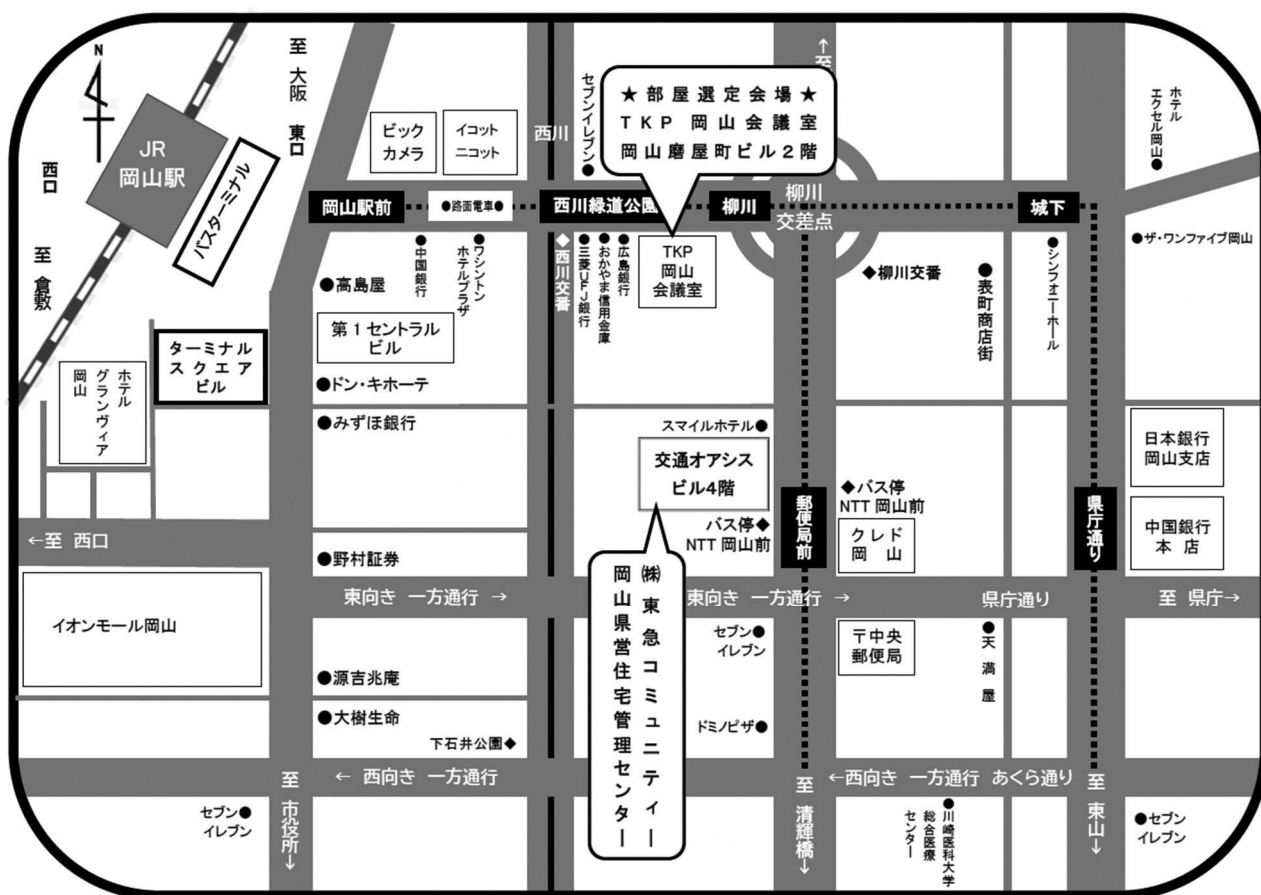 N
至 大阪
東口
JR
岡山駅
西口
至 倉敷
バスターミナル
ビック
カメラ
イコット
ニコット
西川
セブンイレブン●
★部屋選定会場★
TKP 岡山会議室
岡山磨屋町ビル2階
↑至
ホテル
エクセル岡山●
岡山駅前
●路面電車●
西川緑道公園
柳川
柳川
交差点
城下
●高島屋
●中国銀行
●ワシントン
ホテルプラザ
◆西川交番
●三菱UFJ銀行
●おかやま信用金庫
●広島銀行
TKP
岡山
会議室
◆柳川交番
●表町商店街
●シンフォニーホール
●ザ・ワンファイブ岡山
第1セントラル
ビル
ターミナル
スクエア
ビル
ホテル
グランヴィア
岡山
●ドン・キホーテ
●みずほ銀行
スマイルホテル●
交通オアシス
ビル4階
バス停◆
NTT 岡山前
郵便局前
◆バス停
NTT 岡山前
クレド
岡山
県庁通り
日本銀行
岡山支店
中国銀行
本店
←至 西口
●野村証券
㈱東急コミュニティー
岡山県営住宅管理センター
東向き 一方通行 →
東向き 一方通行 →
県庁通り
至 県庁→
イオンモール岡山
●源吉兆庵
●大樹生命
下石井公園◆
セブン●
イレブン
ドミノピザ●
〒中央
郵便局
●天満屋
← 西向き 一方通行
←西向き 一方通行 あくら通り
セブン●
イレブン
至 市役所↓
至 清輝橋↓
●川崎医科大学
総合医療
センター
至 東山↓
●セブン
イレブン